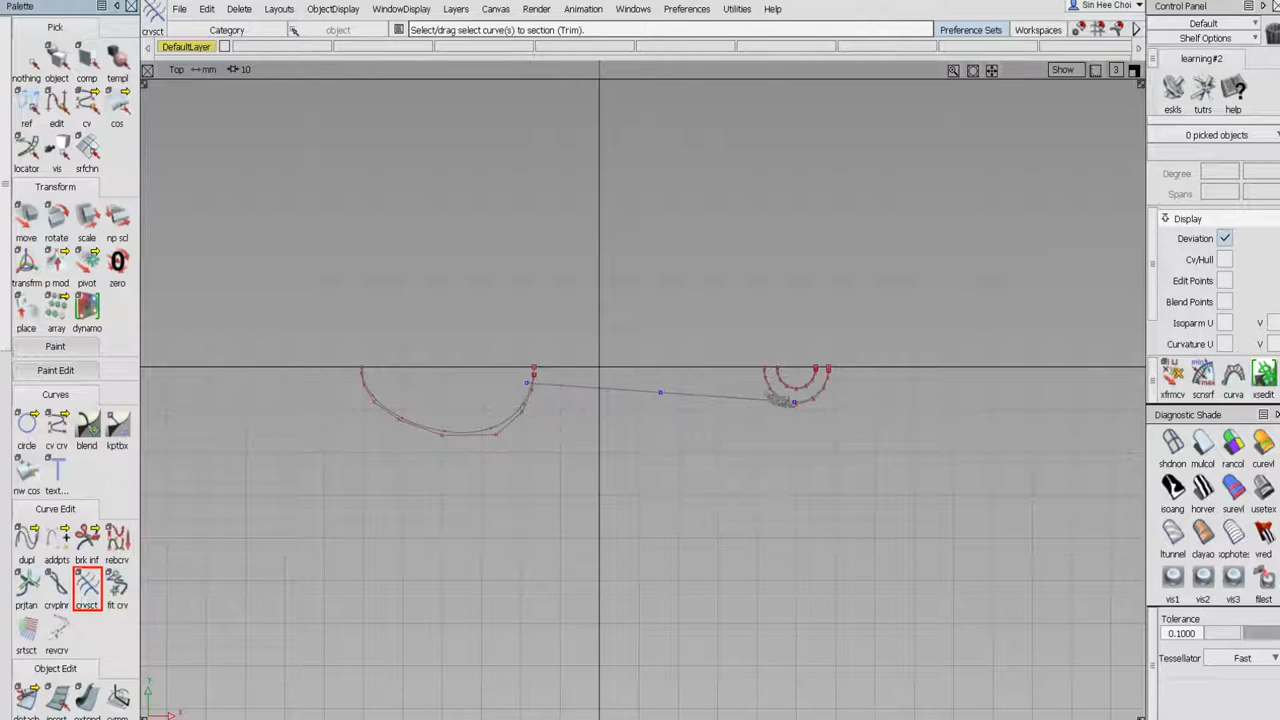 Palette
Edit Delete Layouts ObjectDisplay WindowDisplay Layers Canvas Render Animation Windows Preferences Utilities Help
Sin Hee Choi
Control Panel
crvsct
Category
object
Select/drag select curve(s) to section (Trim).
Preference Sets
Workspaces
Default
Shelf Options
DefaultLayer
Top mm 10
Show
3
Pick
nothing object comp templ
ref edit cv cos
locator vis srfchn
Transform
move rotate scale np scl
transfrm p mod pivot zero
place array dynamo
Paint
Paint Edit
Curves
circle cv crv blend kptbx
nw cos text...
Curve Edit
dupl addpts brk inf rebcrv
prjtan crvplnr crvsct fit crv
srtsct revcrv
Object Edit
detach insert extend symm
learning#2
eskls tutrs help
0 picked objects
Degree:
Spans
Display
Deviation
Cv/Hull
Edit Points
Blend Points
Isoparm U V
Curvature U V
xfrmcv scnsrf curva xsedit
Diagnostic Shade
shdnon mulcol rancol curevl
isoang horver surevl usetex
ltunnel clayao vred
vis1 vis2 vis3 filest
Tolerance
0.1000
Tessellator Fast
y
x